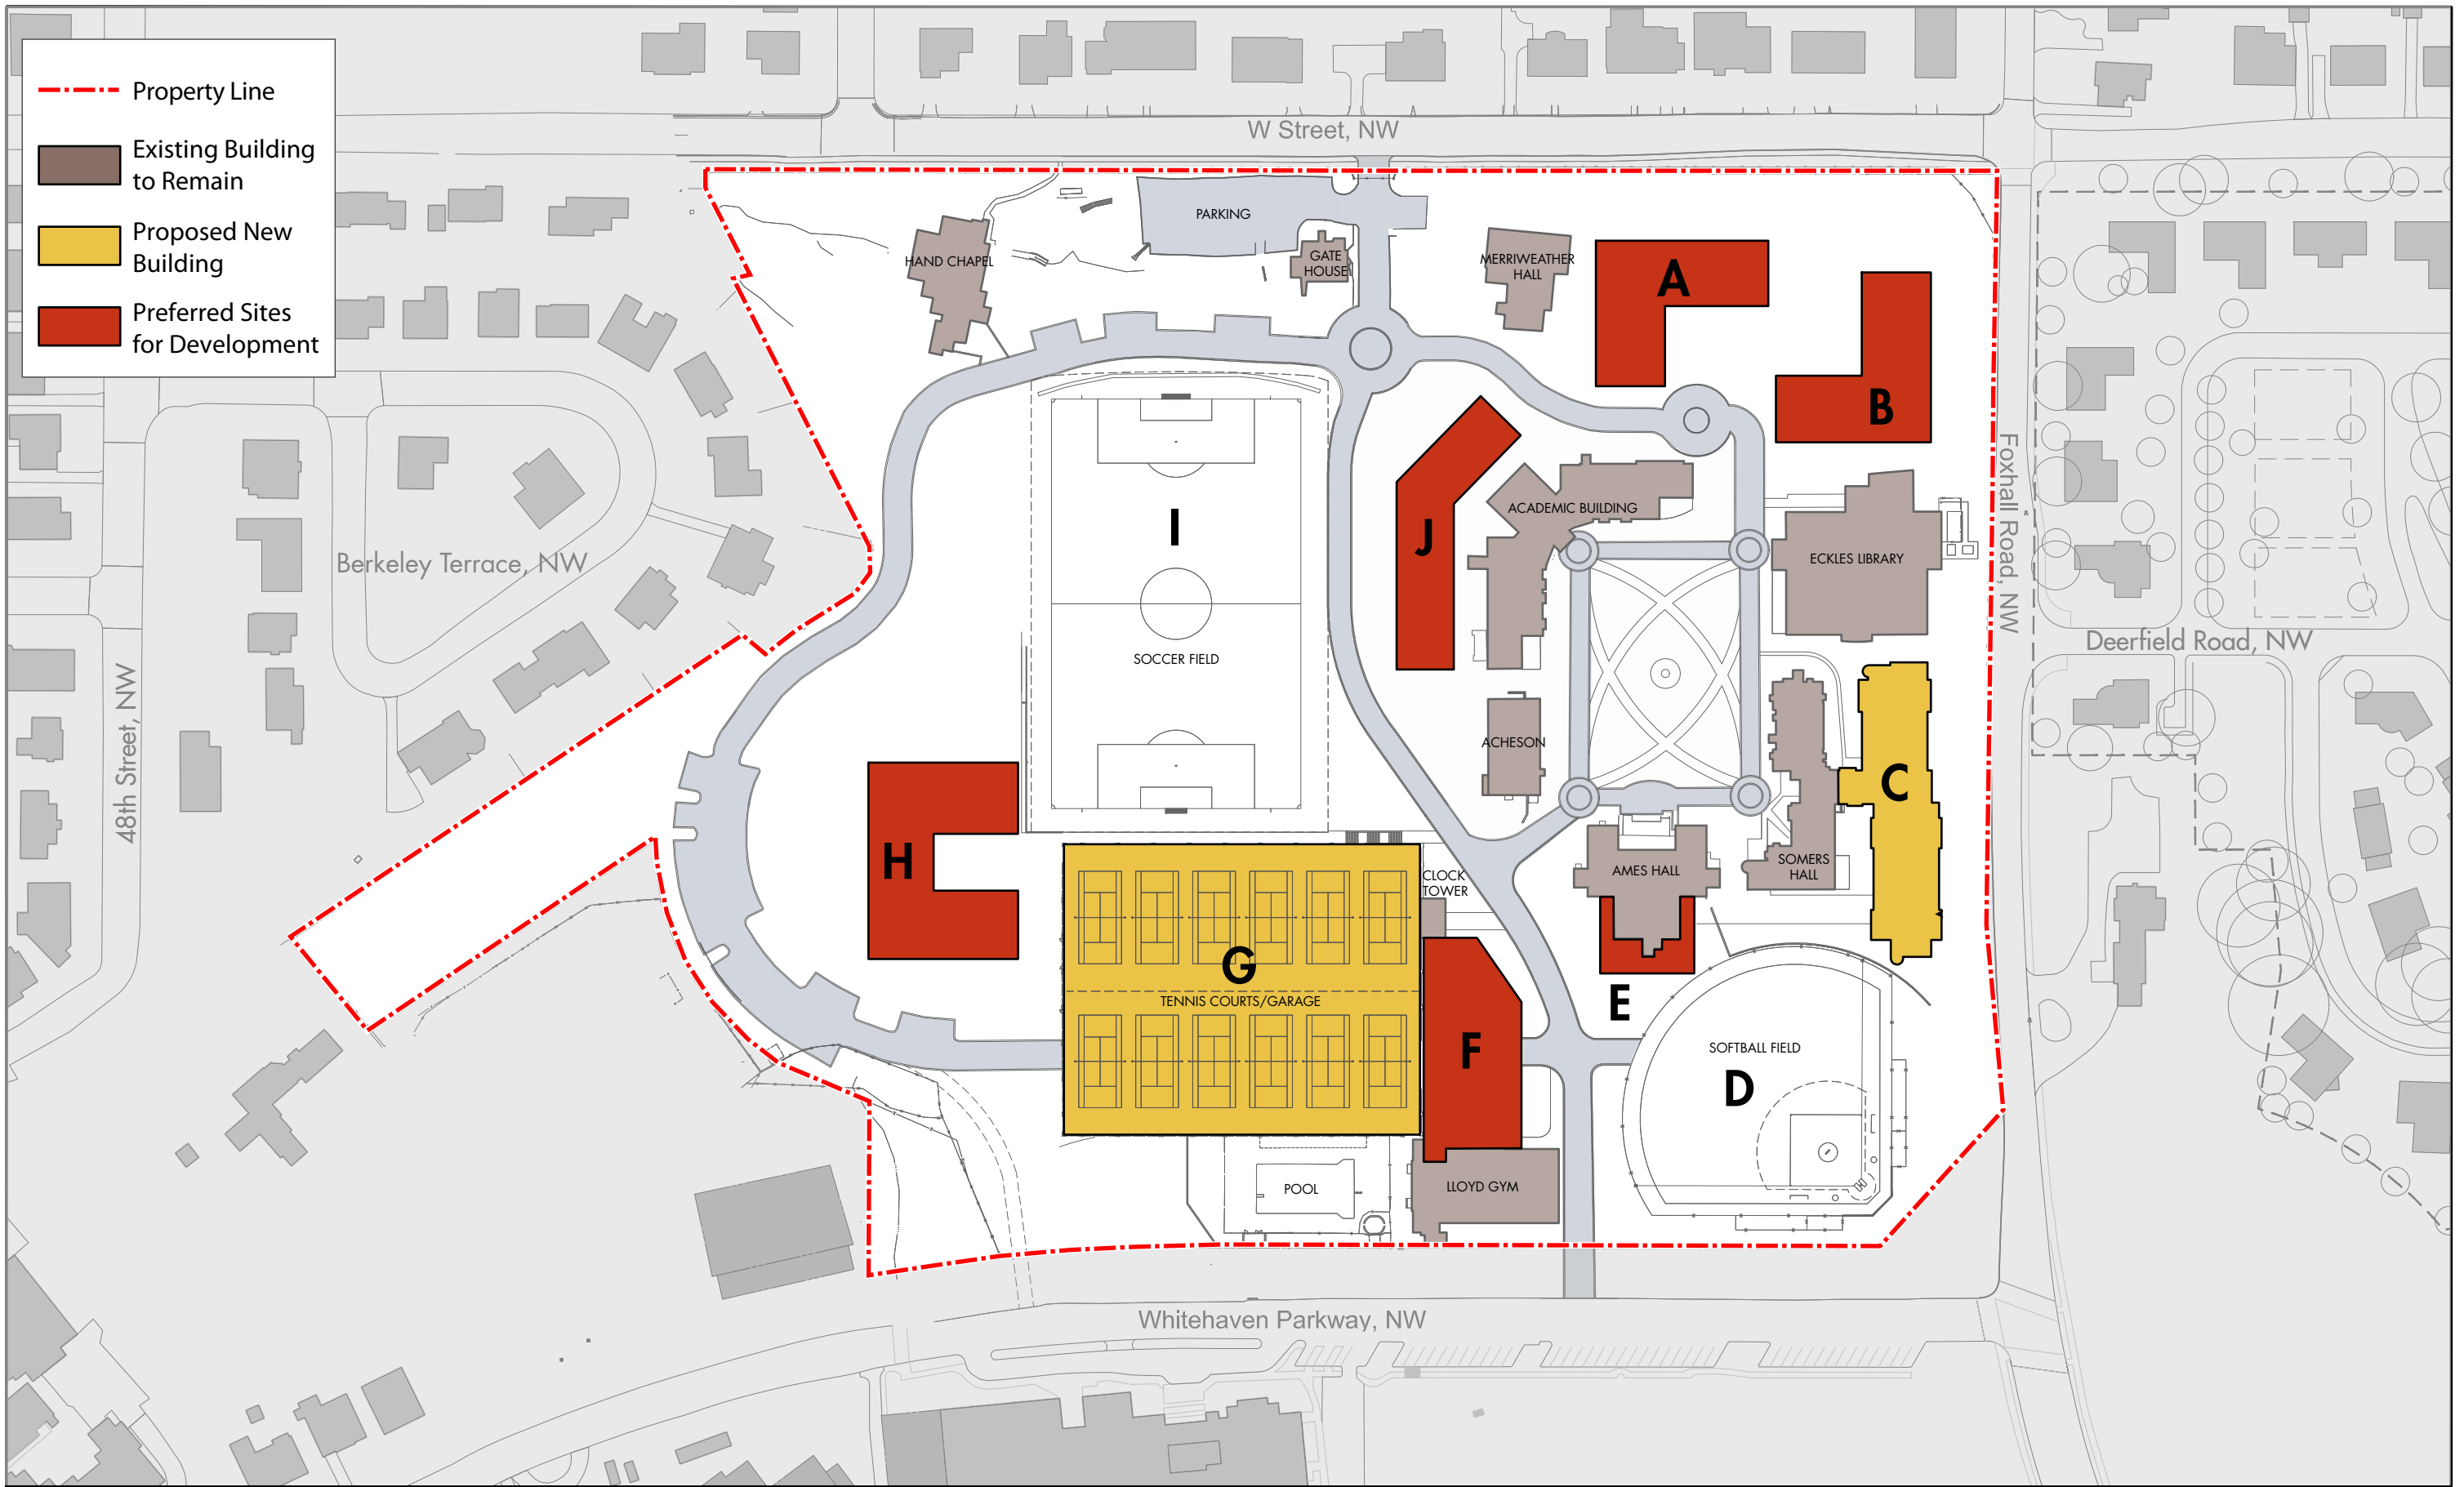 Property Line
Existing Building
to Remain
Proposed New
Building
Preferred Sites
for Development
W Street, NW
PARKING
HAND CHAPEL
GATE
HOUSE
MERRIWEATHER
HALL
A
B
Foxhall Road, NW
I
J
ACADEMIC BUILDING
ECKLES LIBRARY
Berkeley Terrace, NW
Deerfield Road, NW
SOCCER FIELD
48th Street, NW
ACHESON
C
H
CLOCK
TOWER
AMES HALL
SOMERS
HALL
G
TENNIS COURTS/GARAGE
E
F
SOFTBALL FIELD
D
POOL
LLOYD GYM
Whitehaven Parkway, NW